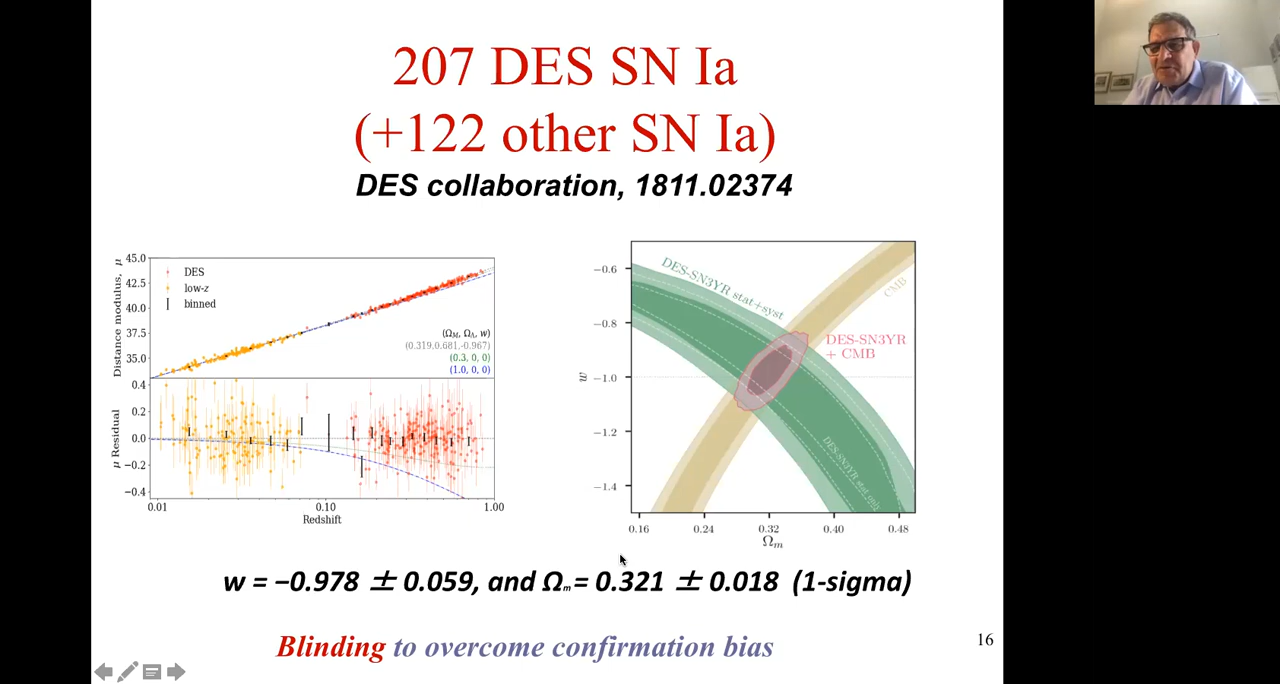 207 DES SN Ia
(+122 other SN Ia)
DES collaboration, 1811.02374
Distance modulus, μ
45.0
42.5
40.0
37.5
35.0
DES
low-z
binned
(Ω_M, Ω_Λ, w)
(0.319,0.681,-0.967)
(0.3, 0, 0)
(1.0, 0, 0)
μ Residual
0.4
0.2
0.0
−0.2
−0.4
0.01
0.10
1.00
Redshift
w
−0.6
−0.8
−1.0
−1.2
−1.4
DES-SN3YR stat+syst
CMB
DES-SN3YR
+ CMB
DES-SN3YR stat only
0.16
0.24
0.32
0.40
0.48
Ω_m
w = −0.978 ± 0.059, and Ω_m = 0.321 ± 0.018 (1-sigma)
Blinding to overcome confirmation bias
16